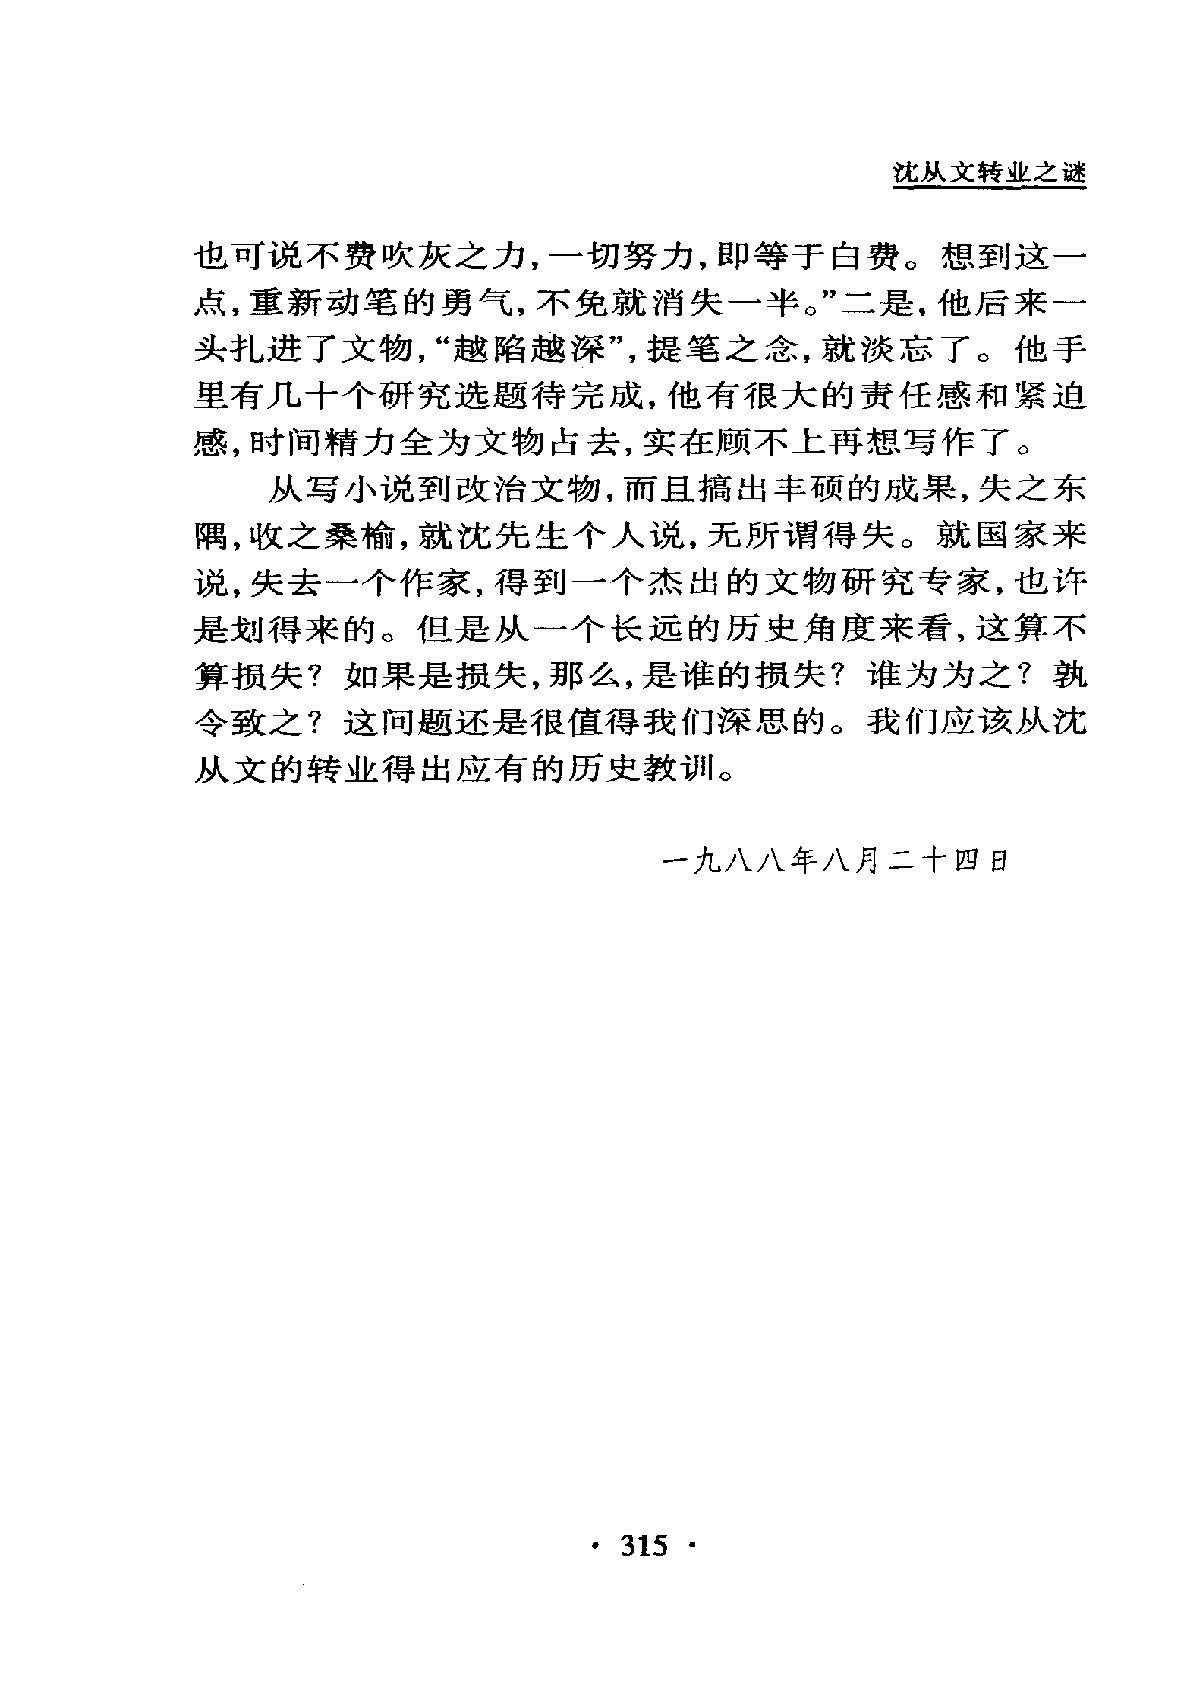 沈从文转业之谜
也可说不费吹灰之力,一切努力,即等于白费。想到这一
点,重新动笔的勇气,不免就消失一半。”二是,他后来一
头扎进了文物,“越陷越深”,提笔之念,就淡忘了。他手
里有几十个研究选题待完成,他有很大的责任感和紧迫
感,时间精力全为文物占去,实在顾不上再想写作了。
从写小说到改治文物,而且搞出丰硕的成果,失之东
隅,收之桑榆,就沈先生个人说,无所谓得失。就国家来
说,失去一个作家,得到一个杰出的文物研究专家,也许
是划得来的。但是从一个长远的历史角度来看,这算不
算损失？如果是损失,那么,是谁的损失？谁为为之？孰
令致之？这问题还是很值得我们深思的。我们应该从沈
从文的转业得出应有的历史教训。
一九八八年八月二十四日
· 315 ·